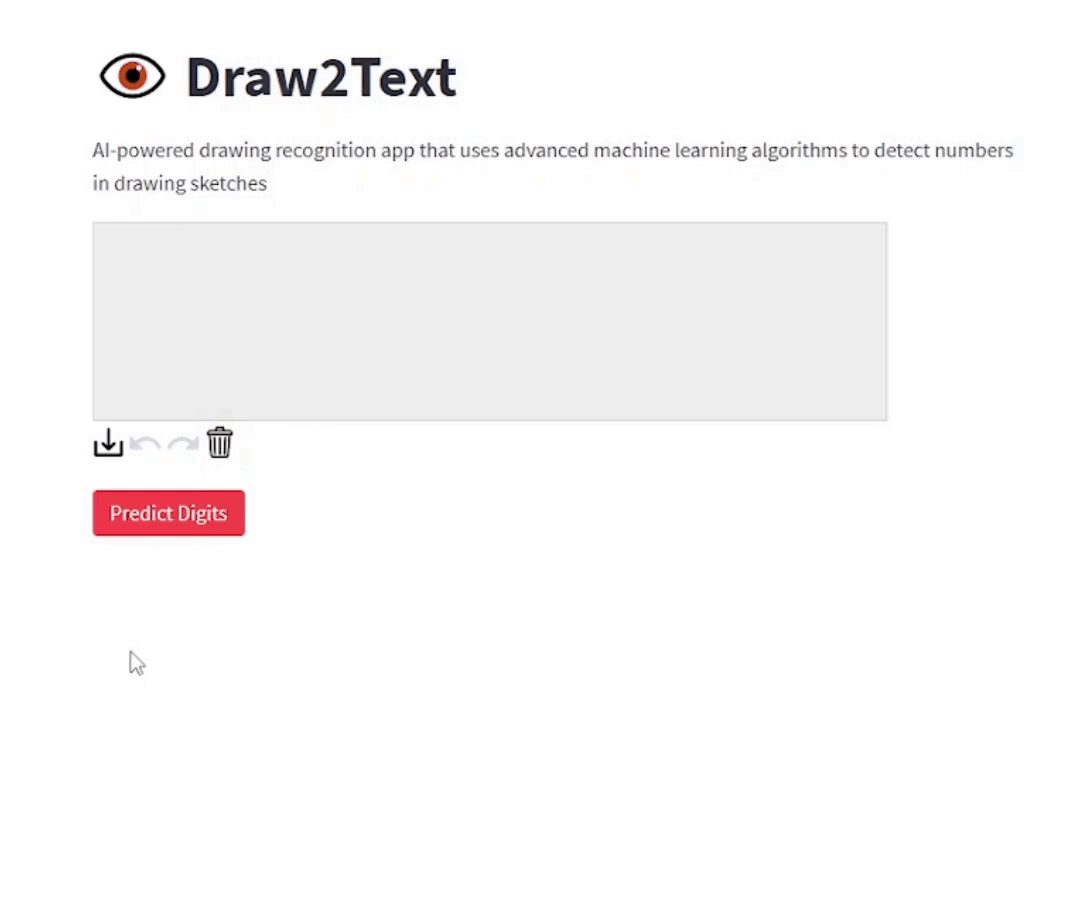 Draw2Text
AI-powered drawing recognition app that uses advanced machine learning algorithms to detect numbers
in drawing sketches
Predict Digits